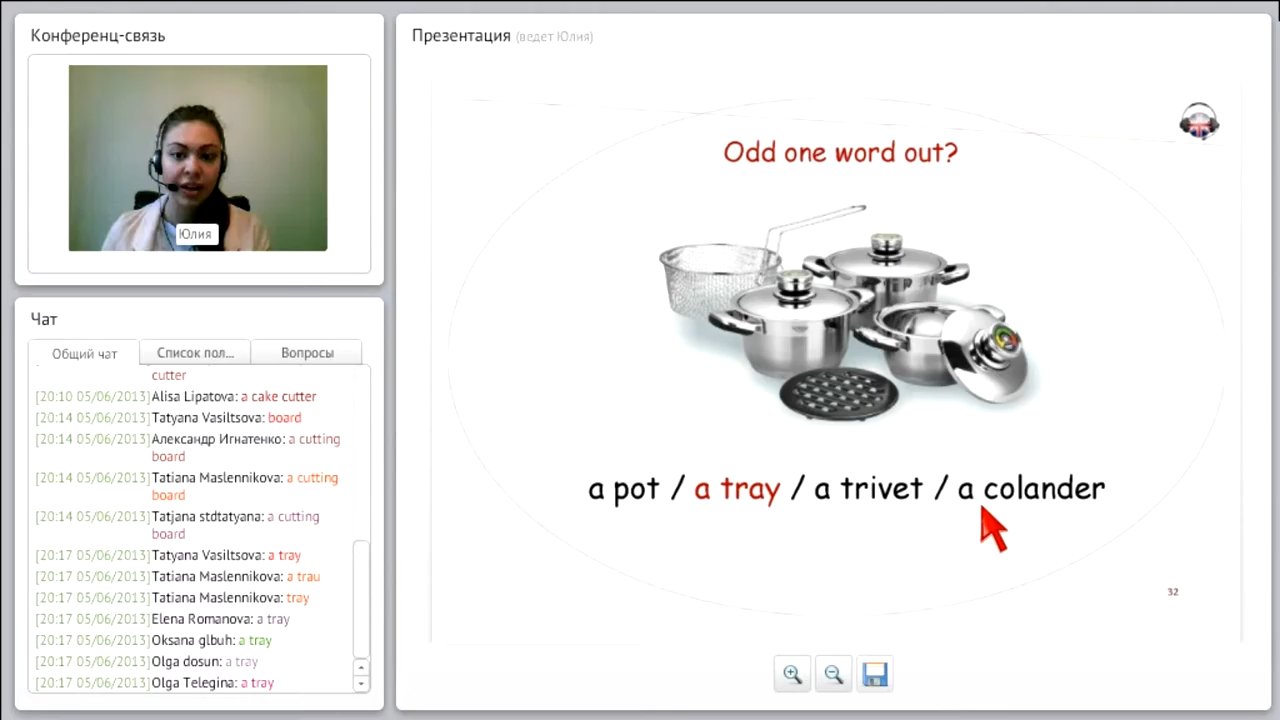 Конференц-связь
Юлия
Чат
Общий чат
Список пол...
Вопросы
cutter
[20:10 05/06/2013]Alisa Lipatova: a cake cutter
[20:14 05/06/2013]Tatyana Vasiltsova: board
[20:14 05/06/2013]Александр Игнатенко: a cutting
board
[20:14 05/06/2013]Tatiana Maslennikova: a cutting
board
[20:14 05/06/2013]Tatjana stdtatyana: a cutting
board
[20:17 05/06/2013]Tatyana Vasiltsova: a tray
[20:17 05/06/2013]Tatiana Maslennikova: a trau
[20:17 05/06/2013]Tatiana Maslennikova: tray
[20:17 05/06/2013]Elena Romanova: a tray
[20:17 05/06/2013]Oksana glbuh: a tray
[20:17 05/06/2013]Olga dosun: a tray
[20:17 05/06/2013]Olga Telegina: a tray
Презентация (ведет Юлия)
Odd one word out?
a pot / a tray / a trivet / a colander
32